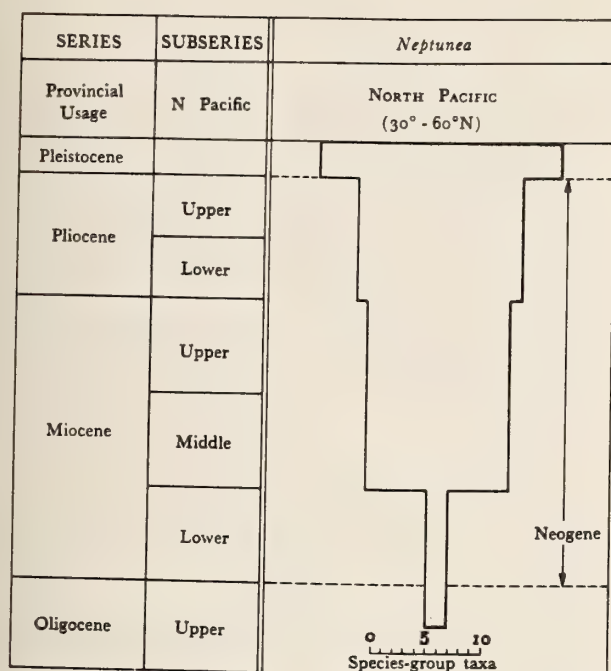 SERIES SUBSERIES Neptunea
Provincial Usage N Pacific NORTH PACIFIC
(30° - 60°N)
Pleistocene
Upper
Pliocene
Lower
Upper
Miocene
Middle
Lower
Neogene
Oligocene Upper
0 5 10
Species-group taxa